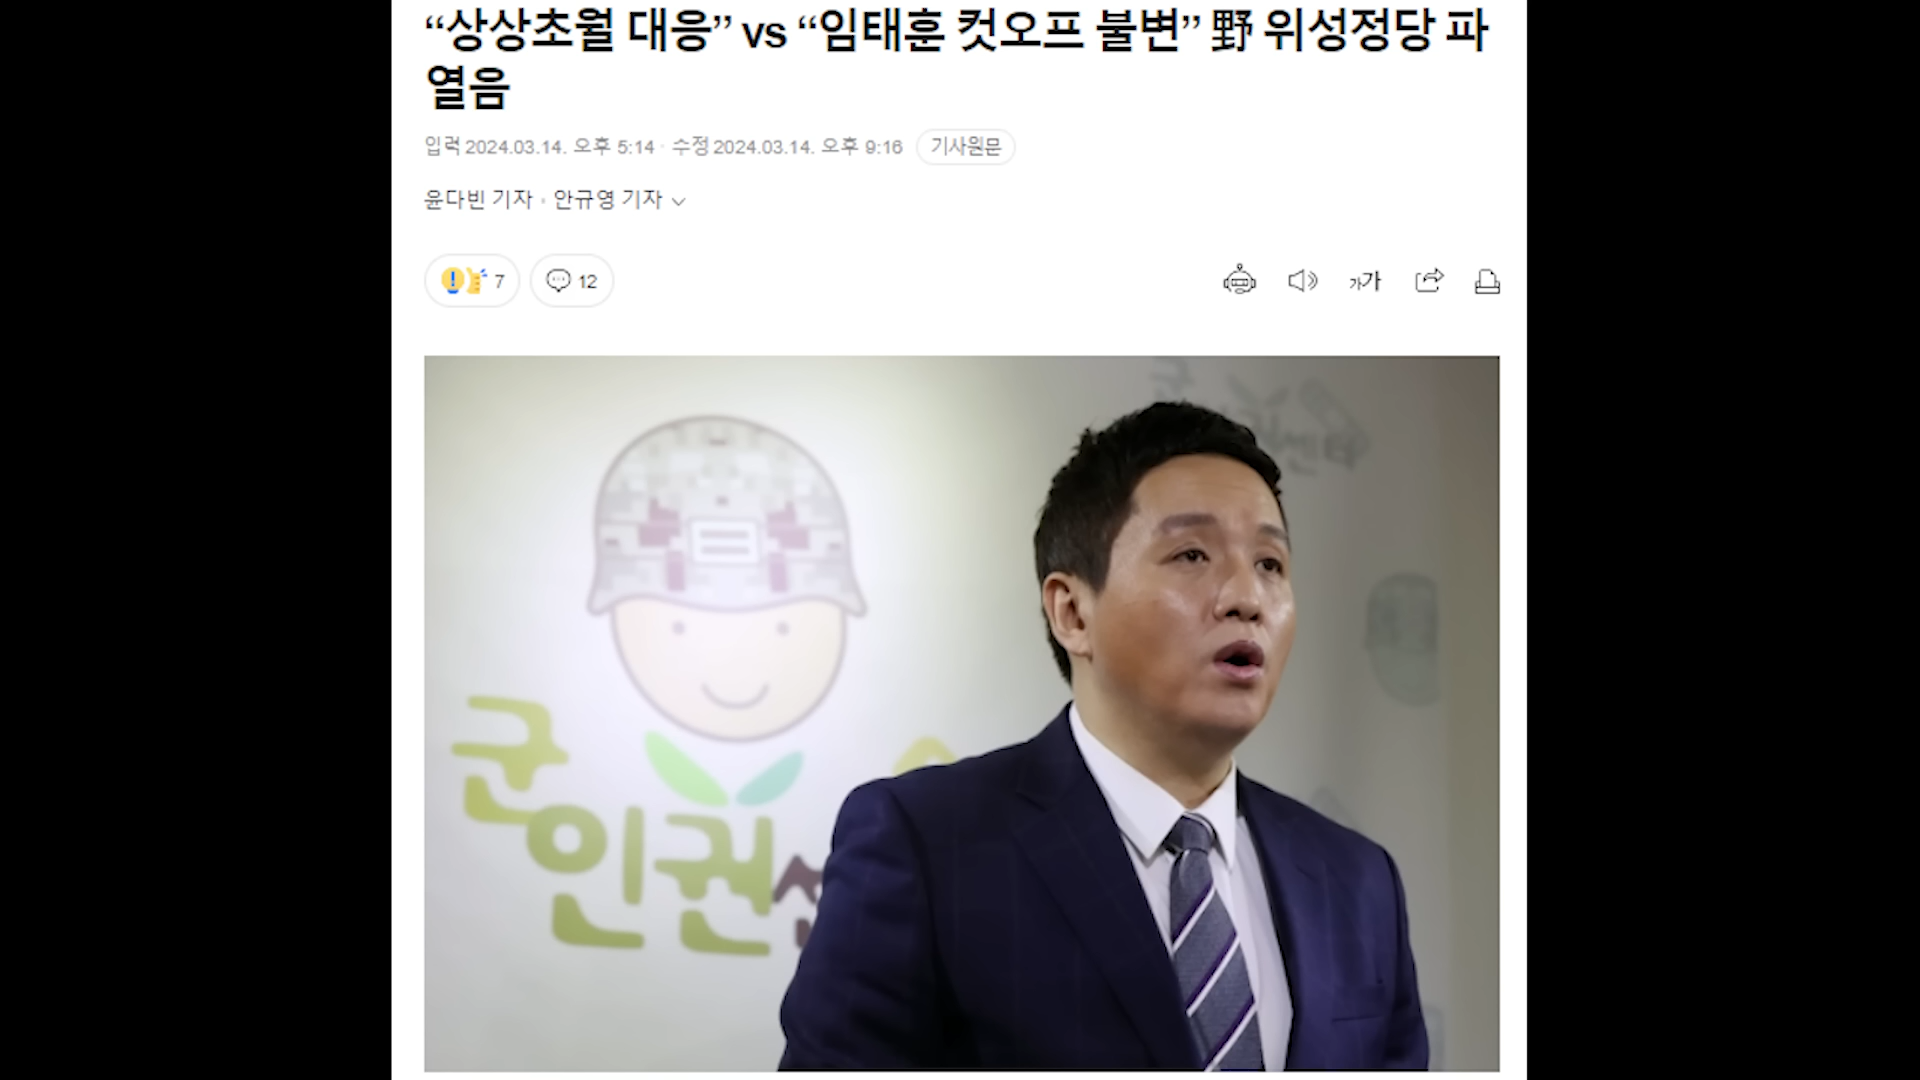 “상상초월 대응” vs “임태훈 컷오프 불변” 野 위성정당 파
열음
입력 2024.03.14. 오후 5:14 · 수정 2024.03.14. 오후 9:16 기사원문
윤다빈 기자 · 안규영 기자
7 12
가가
군
인권